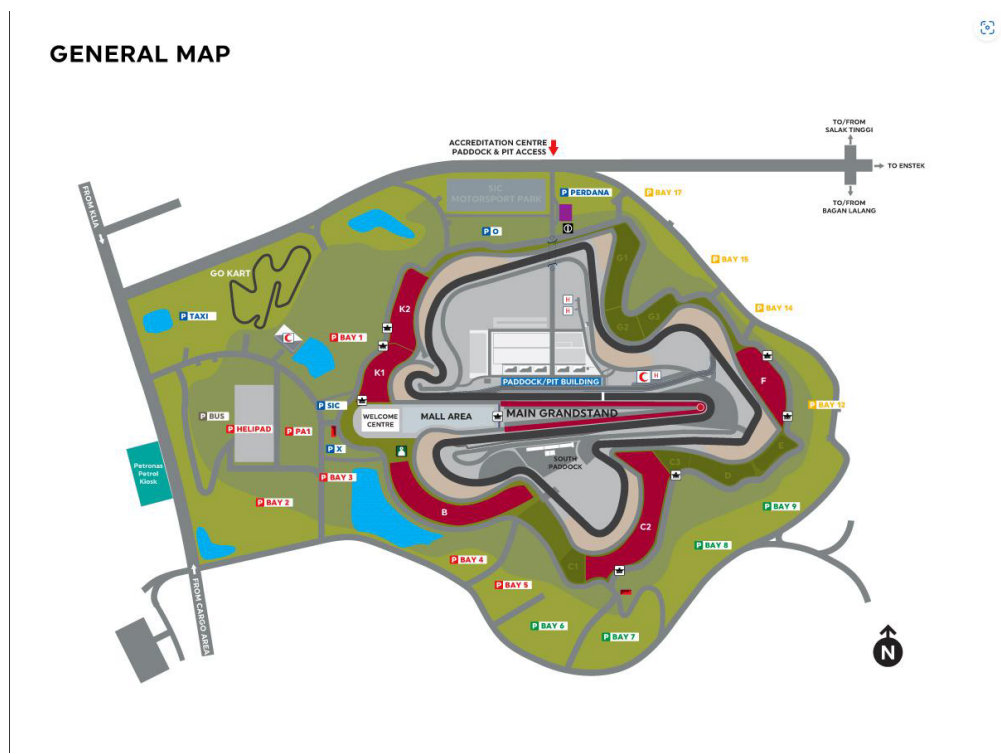 GENERAL MAP
TO/FROM
SALAK TINGGI
ACCREDITATION CENTRE
PADDOCK & PIT ACCESS
TO ENSTEK
FROM KLIA
SIC
MOTORSPORT PARK
P PERDANA
P BAY 17
TO/FROM
BAGAN LALANG
P O
G1
P BAY 15
GO KART
K2
H
H
P BAY 14
P TAXI
G3
G2
P BAY 1
K1
H
F
PADDOCK/PIT BUILDING
P SIC
P BAY 12
P BUS
WELCOME
CENTRE
MALL AREA
MAIN GRANDSTAND
P HELIPAD
P PA1
P X
E
SOUTH
PADDOCK
C3
D
Petronas
Petrol
Kiosk
P BAY 3
P BAY 2
B
P BAY 9
C2
P BAY 8
P BAY 4
C1
P BAY 5
FROM CARGO AREA
P BAY 6
P BAY 7
N